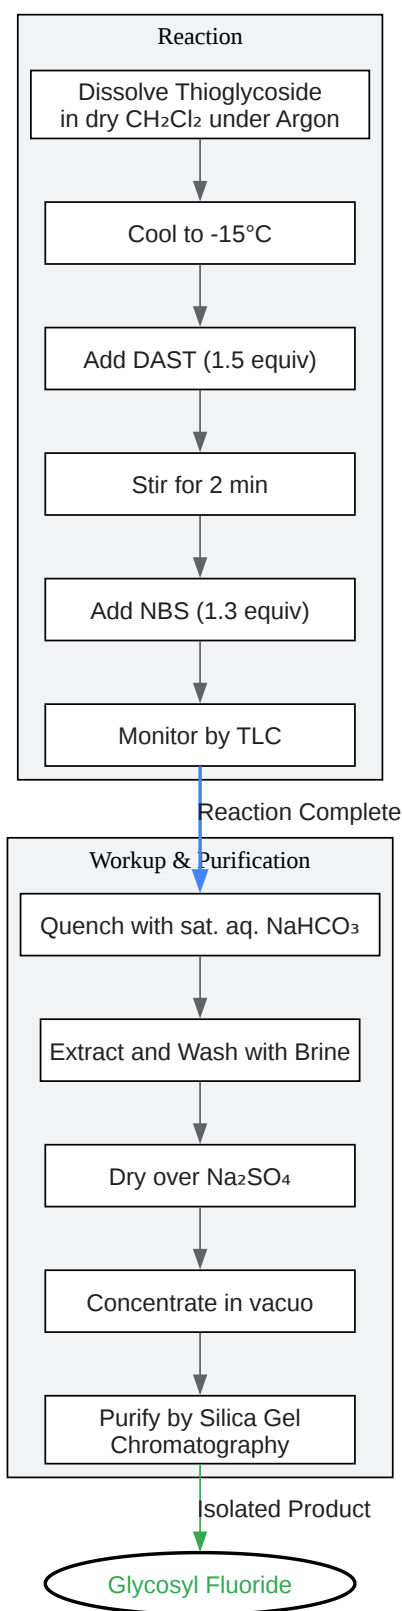 Reaction
Dissolve Thioglycoside
in dry CH₂Cl₂ under Argon
Cool to -15°C
Add DAST (1.5 equiv)
Stir for 2 min
Add NBS (1.3 equiv)
Monitor by TLC
Reaction Complete
Workup & Purification
Quench with sat. aq. NaHCO₃
Extract and Wash with Brine
Dry over Na₂SO₄
Concentrate in vacuo
Purify by Silica Gel
Chromatography
Isolated Product
Glycosyl Fluoride